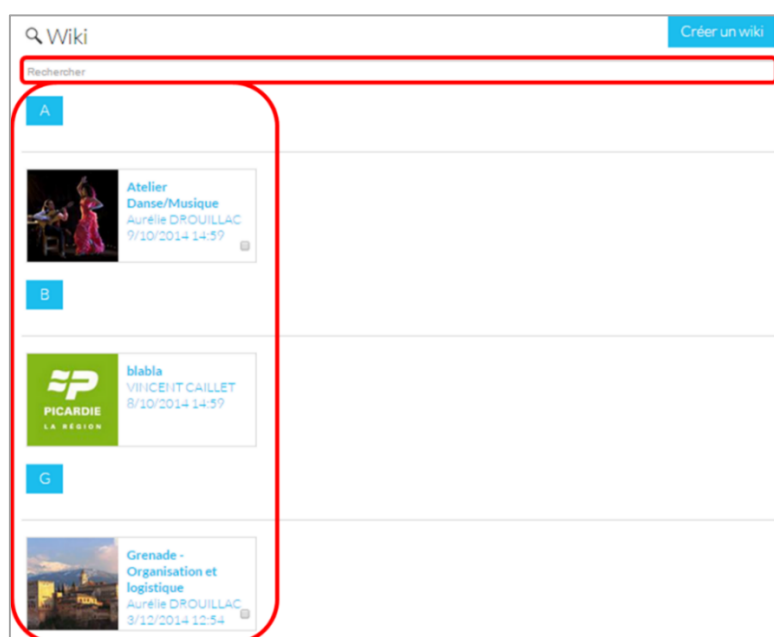 Wiki
Créer un wiki
Rechercher
A
Atelier
Danse/Musique
Aurélie DROUILLAC
9/10/2014 14:59
B
PICARDIE
LA RÉGION
blabla
VINCENT CAILLET
8/10/2014 14:59
G
Grenade -
Organisation et
logistique
Aurélie DROUILLAC
3/12/2014 12:54